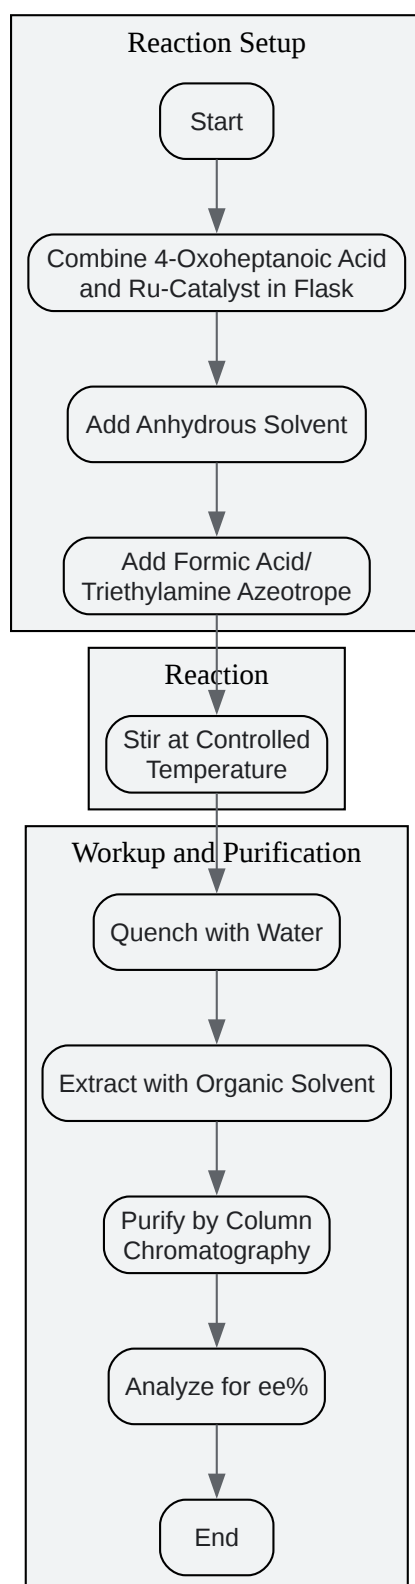 Reaction Setup
Start
Combine 4-Oxoheptanoic Acid
and Ru-Catalyst in Flask
Add Anhydrous Solvent
Add Formic Acid/
Triethylamine Azeotrope
Reaction
Stir at Controlled
Temperature
Workup and Purification
Quench with Water
Extract with Organic Solvent
Purify by Column
Chromatography
Analyze for ee%
End